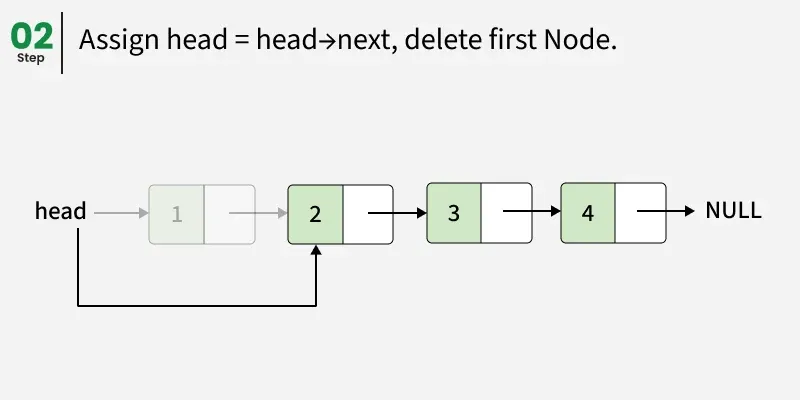 02
Step
Assign head = head→next, delete first Node.
head
1
2
3
4
NULL